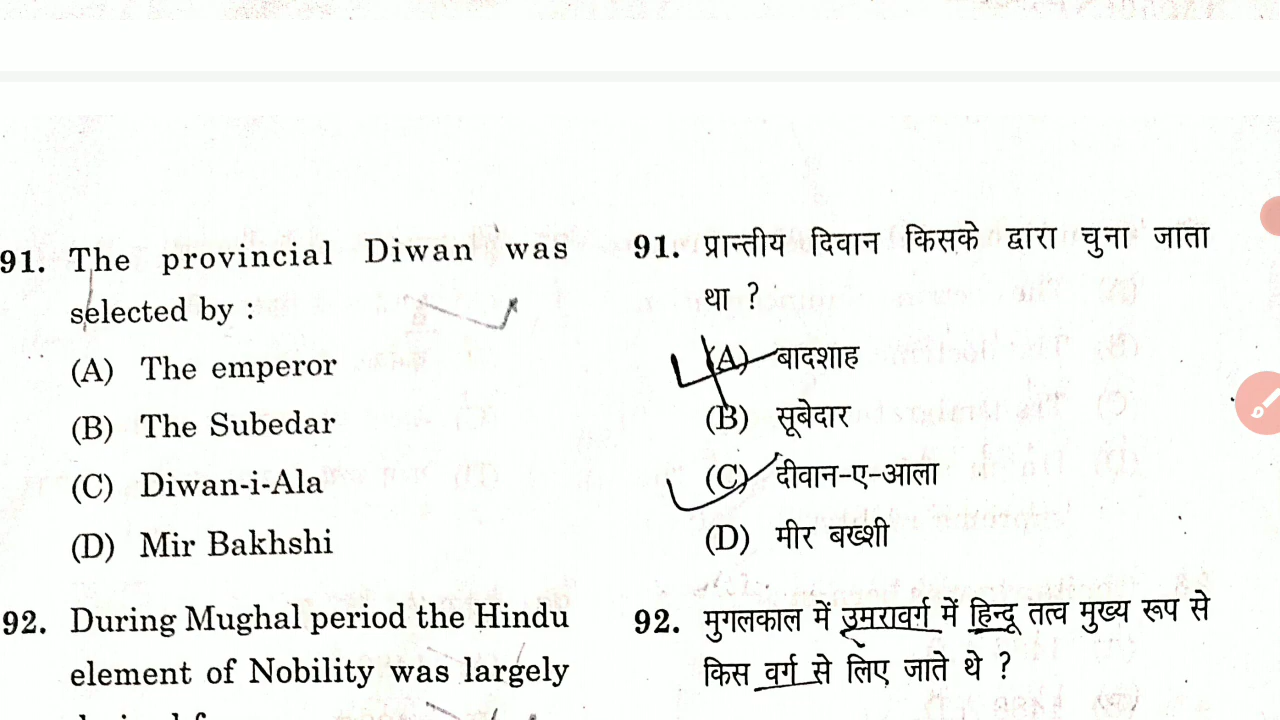 91. The provincial Diwan was
selected by :
(A) The emperor
(B) The Subedar
(C) Diwan-i-Ala
(D) Mir Bakhshi
92. During Mughal period the Hindu
element of Nobility was largely
91. प्रान्तीय दिवान किसके द्वारा चुना जाता
था ?
(A) बादशाह
(B) सूबेदार
(C) दीवान-ए-आला
(D) मीर बख्शी
92. मुगलकाल में उमरावर्ग में हिन्दू तत्व मुख्य रूप से
किस वर्ग से लिए जाते थे ?